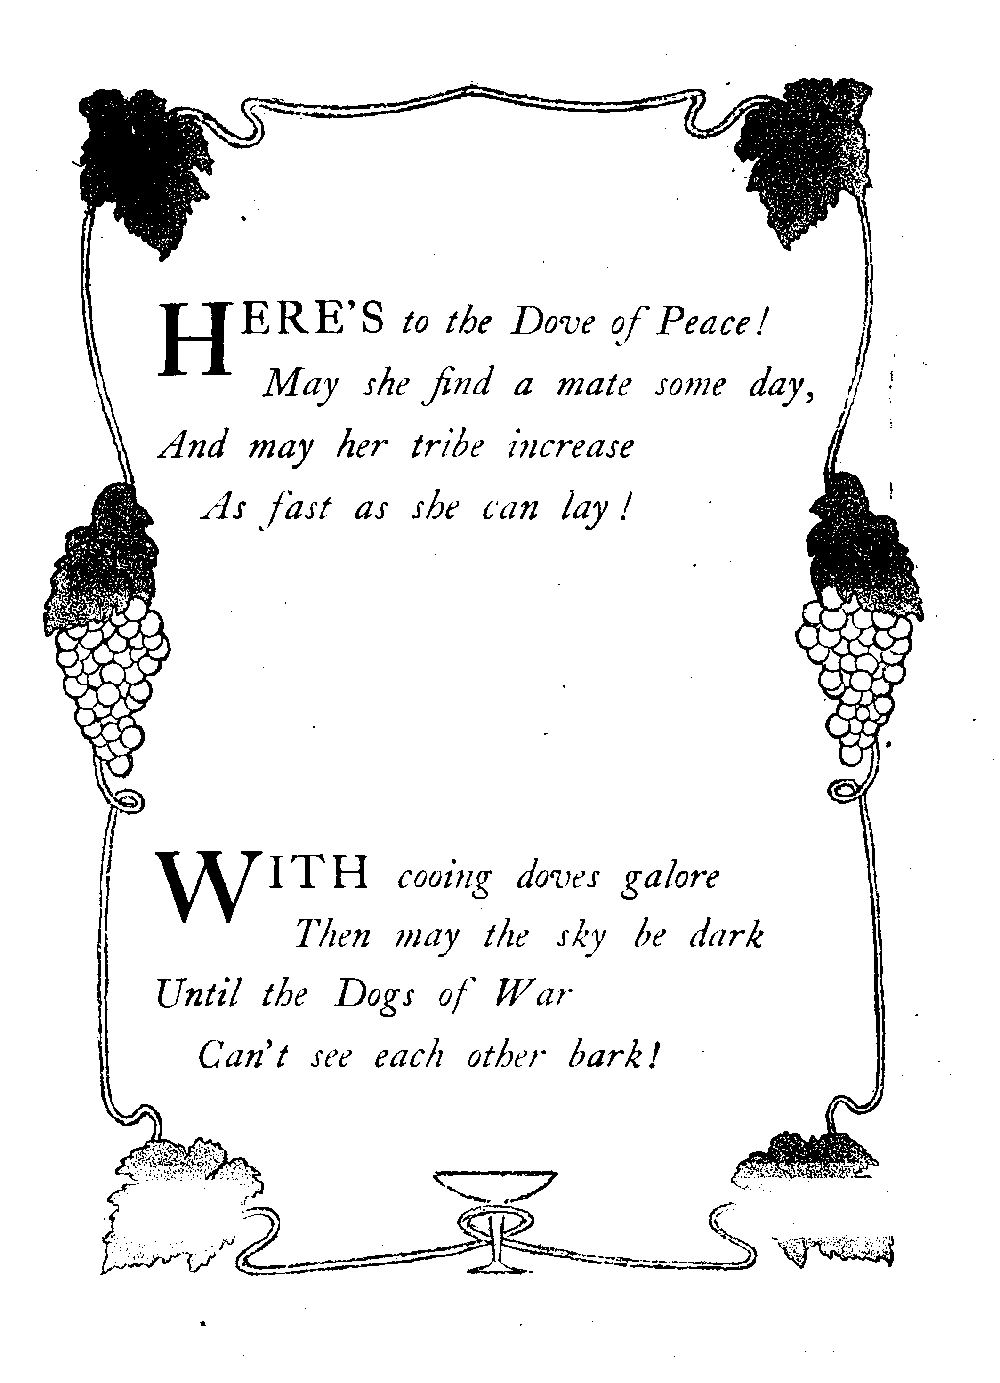 HERE'S to the Dove of Peace!
May she find a mate some day,
And may her tribe increase
As fast as she can lay!
WITH cooing doves galore
Then may the sky be dark
Until the Dogs of War
Can't see each other bark!